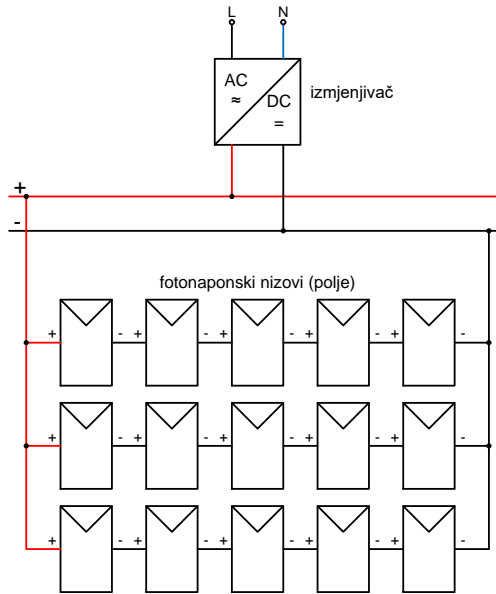 L N
AC
≈
DC
=
izmjenjivač
+
-
fotonaponski nizovi (polje)
+ - + - + - + - + -
+ - + - + - + - + -
+ - + - + - + - + -